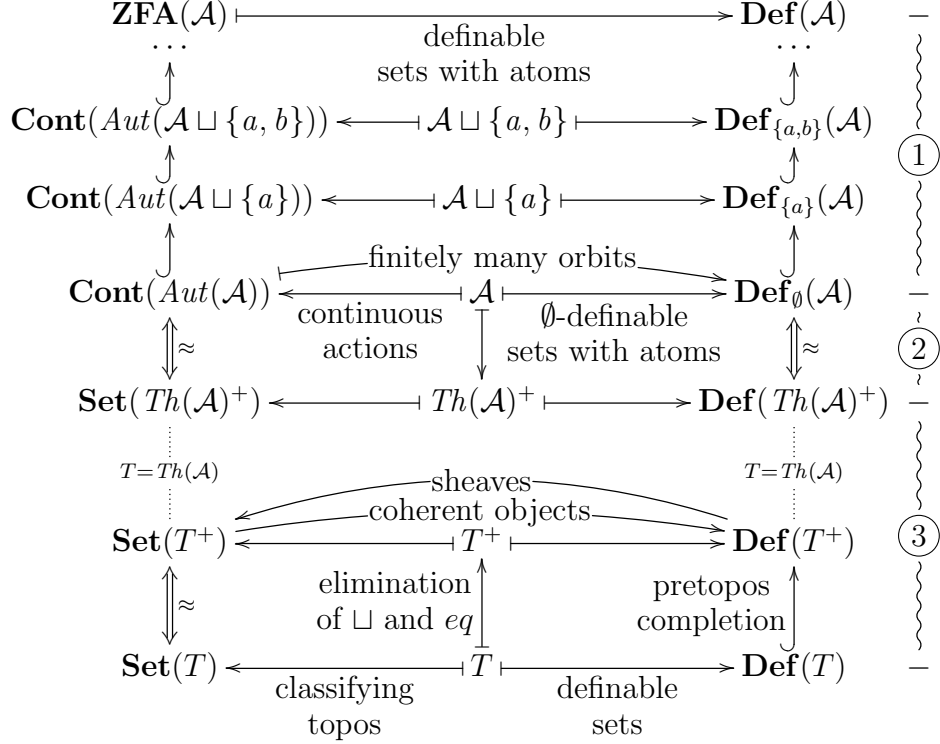 ZFA(𝒜) Def(𝒜) –
definable
sets with atoms
··· ···
Cont(Aut(𝒜 ⊔ {a, b})) 𝒜 ⊔ {a, b} Def_{a,b}(𝒜)
①
Cont(Aut(𝒜 ⊔ {a})) 𝒜 ⊔ {a} Def_{a}(𝒜)
finitely many orbits
Cont(Aut(𝒜)) 𝒜 Def_∅(𝒜) –
continuous
actions
∅-definable
sets with atoms
≈ ≈ ②
Set(Th(𝒜)⁺) Th(𝒜)⁺ Def(Th(𝒜)⁺) –
T=Th(𝒜) T=Th(𝒜)
sheaves
coherent objects
Set(T⁺) T⁺ Def(T⁺) ③
≈
elimination
of ⊔ and eq
pretopos
completion
Set(T) T Def(T) –
classifying
topos
definable
sets